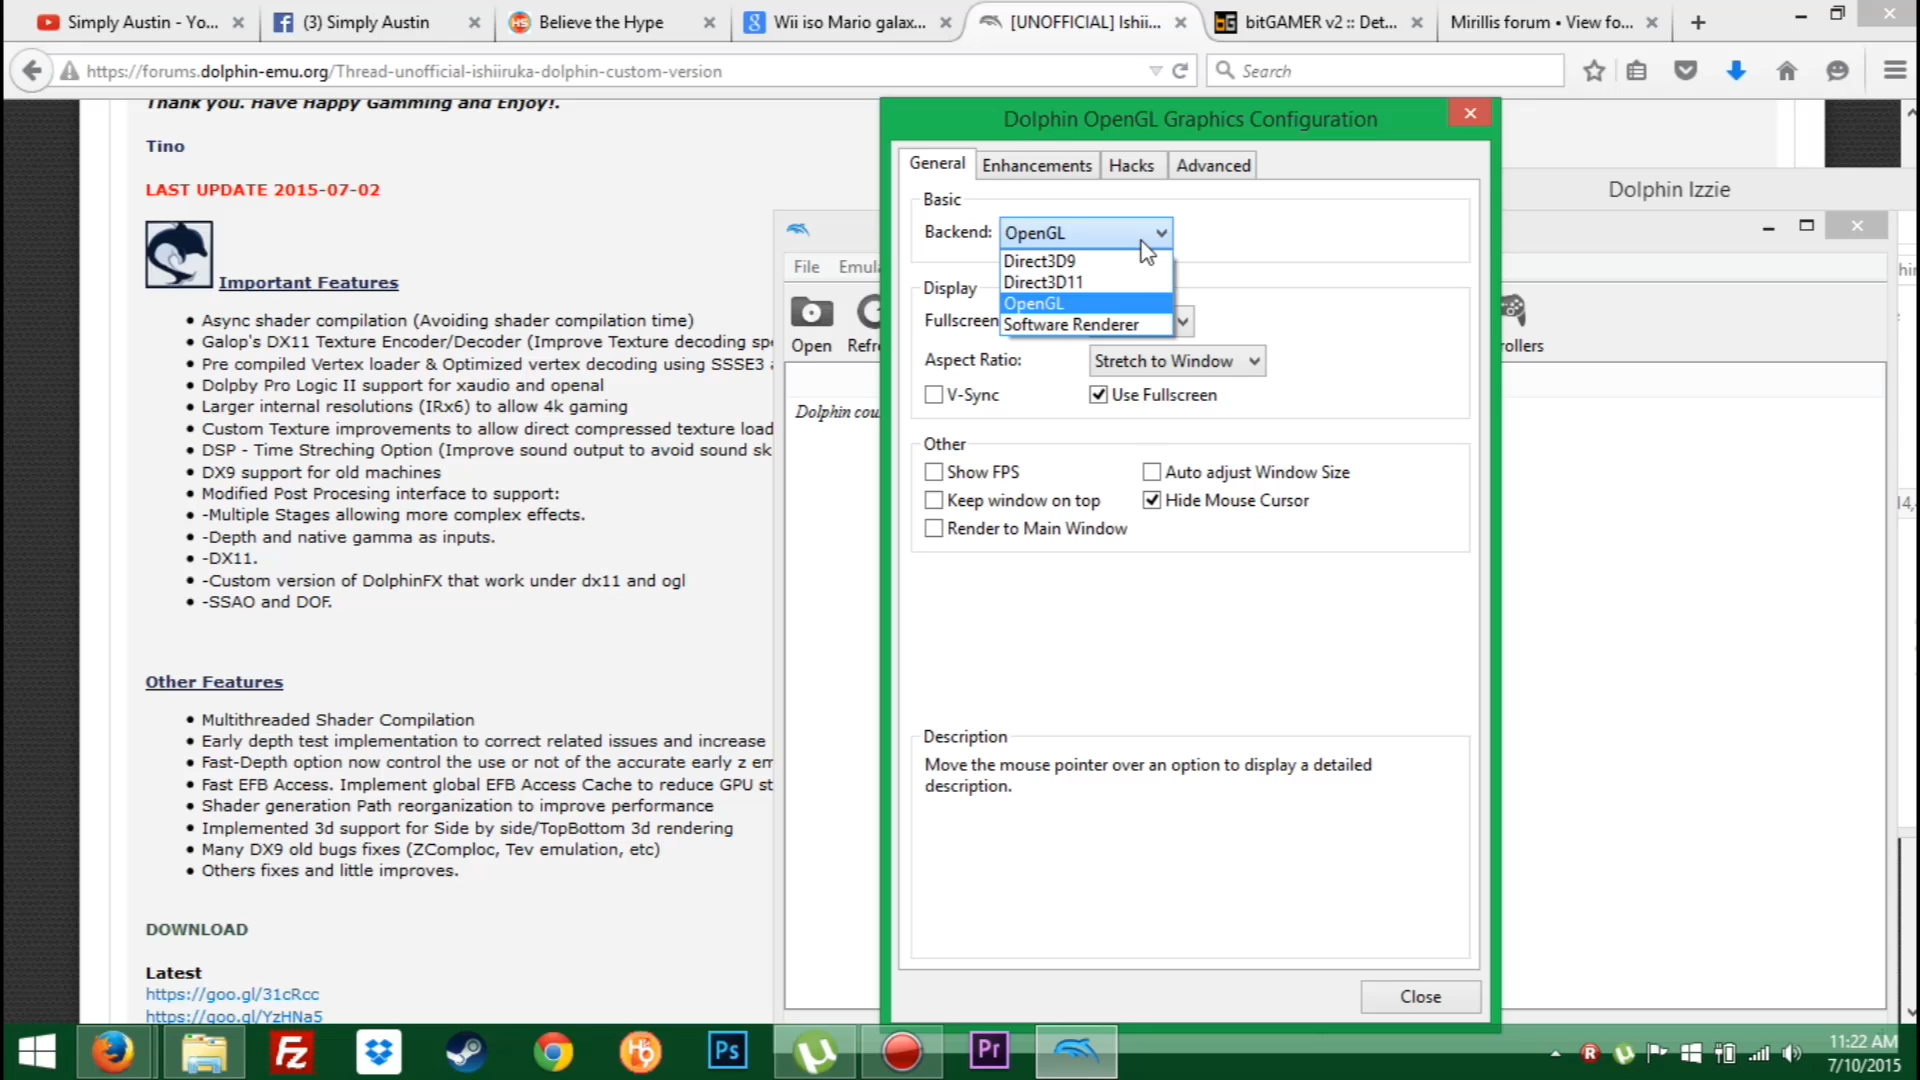 Simply Austin - Yo...
(3) Simply Austin
Believe the Hype
Wii iso Mario galax...
[UNOFFICIAL] Ishii...
bitGAMER v2 :: Det...
Mirillis forum • View fo...
https://forums.dolphin-emu.org/Thread-unofficial-ishiiruka-dolphin-custom-version
Search
Thank you. Have Happy Gamming and Enjoy!.
Tino
LAST UPDATE 2015-07-02
Important Features
Async shader compilation (Avoiding shader compilation time)
Galop's DX11 Texture Encoder/Decoder (Improve Texture decoding spe
Pre compiled Vertex loader & Optimized vertex decoding using SSSE3
Dolpby Pro Logic II support for xaudio and openal
Larger internal resolutions (IRx6) to allow 4k gaming
Custom Texture improvements to allow direct compressed texture load
DSP - Time Streching Option (Improve sound output to avoid sound sk
DX9 support for old machines
Modified Post Procesing interface to support:
-Multiple Stages allowing more complex effects.
-Depth and native gamma as inputs.
-DX11.
-Custom version of DolphinFX that work under dx11 and ogl
-SSAO and DOF.
Other Features
Multithreaded Shader Compilation
Early depth test implementation to correct related issues and increase
Fast-Depth option now control the use or not of the accurate early z em
Fast EFB Access. Implement global EFB Access Cache to reduce GPU st
Shader generation Path reorganization to improve performance
Implemented 3d support for Side by side/TopBottom 3d rendering
Many DX9 old bugs fixes (ZComploc, Tev emulation, etc)
Others fixes and little improves.
DOWNLOAD
Latest
https://goo.gl/31cRcc
https://goo.gl/YzHNa5
Dolphin Izzie
File Emula
Open Refr
rollers
Dolphin cou
Dolphin OpenGL Graphics Configuration
General Enhancements Hacks Advanced
Basic
Backend: OpenGL
Direct3D9
Direct3D11
OpenGL
Software Renderer
Display
Fullscreen
Aspect Ratio: Stretch to Window
V-Sync Use Fullscreen
Other
Show FPS Auto adjust Window Size
Keep window on top Hide Mouse Cursor
Render to Main Window
Description
Move the mouse pointer over an option to display a detailed
description.
Close
Ps
Pr
11:22 AM
7/10/2015